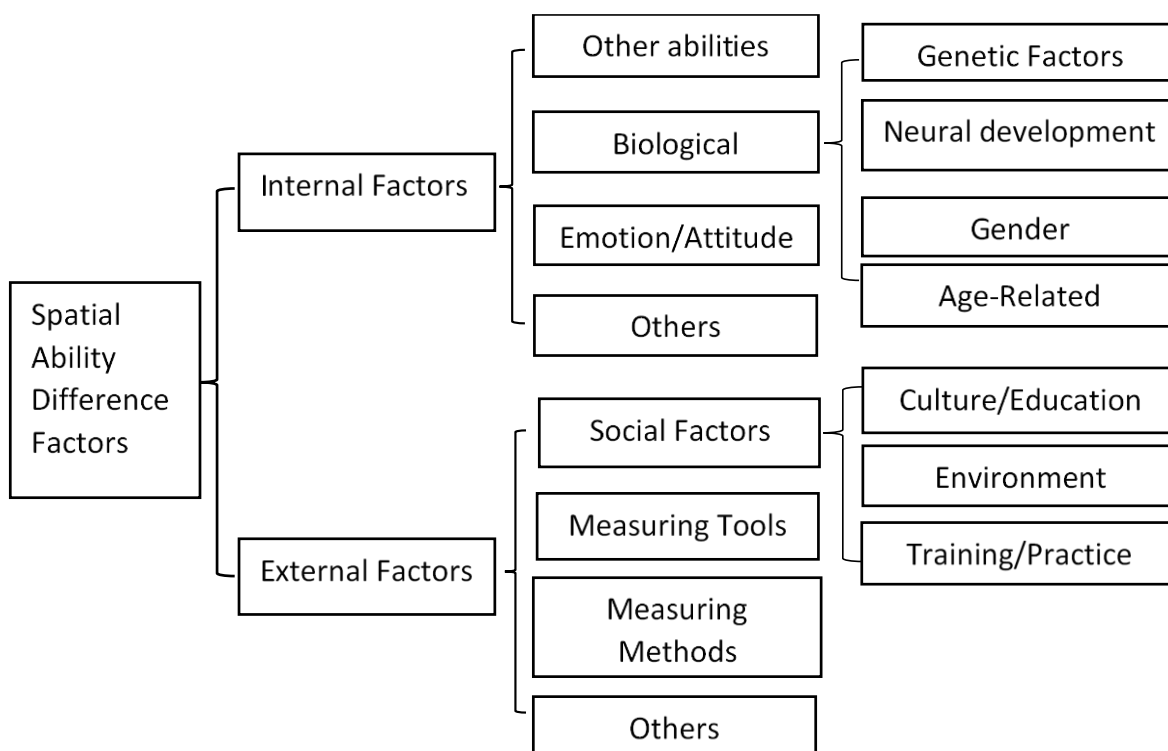 Spatial
Ability
Difference
Factors
Internal Factors
External Factors
Other abilities
Biological
Emotion/Attitude
Others
Social Factors
Measuring Tools
Measuring
Methods
Others
Genetic Factors
Neural development
Gender
Age-Related
Culture/Education
Environment
Training/Practice